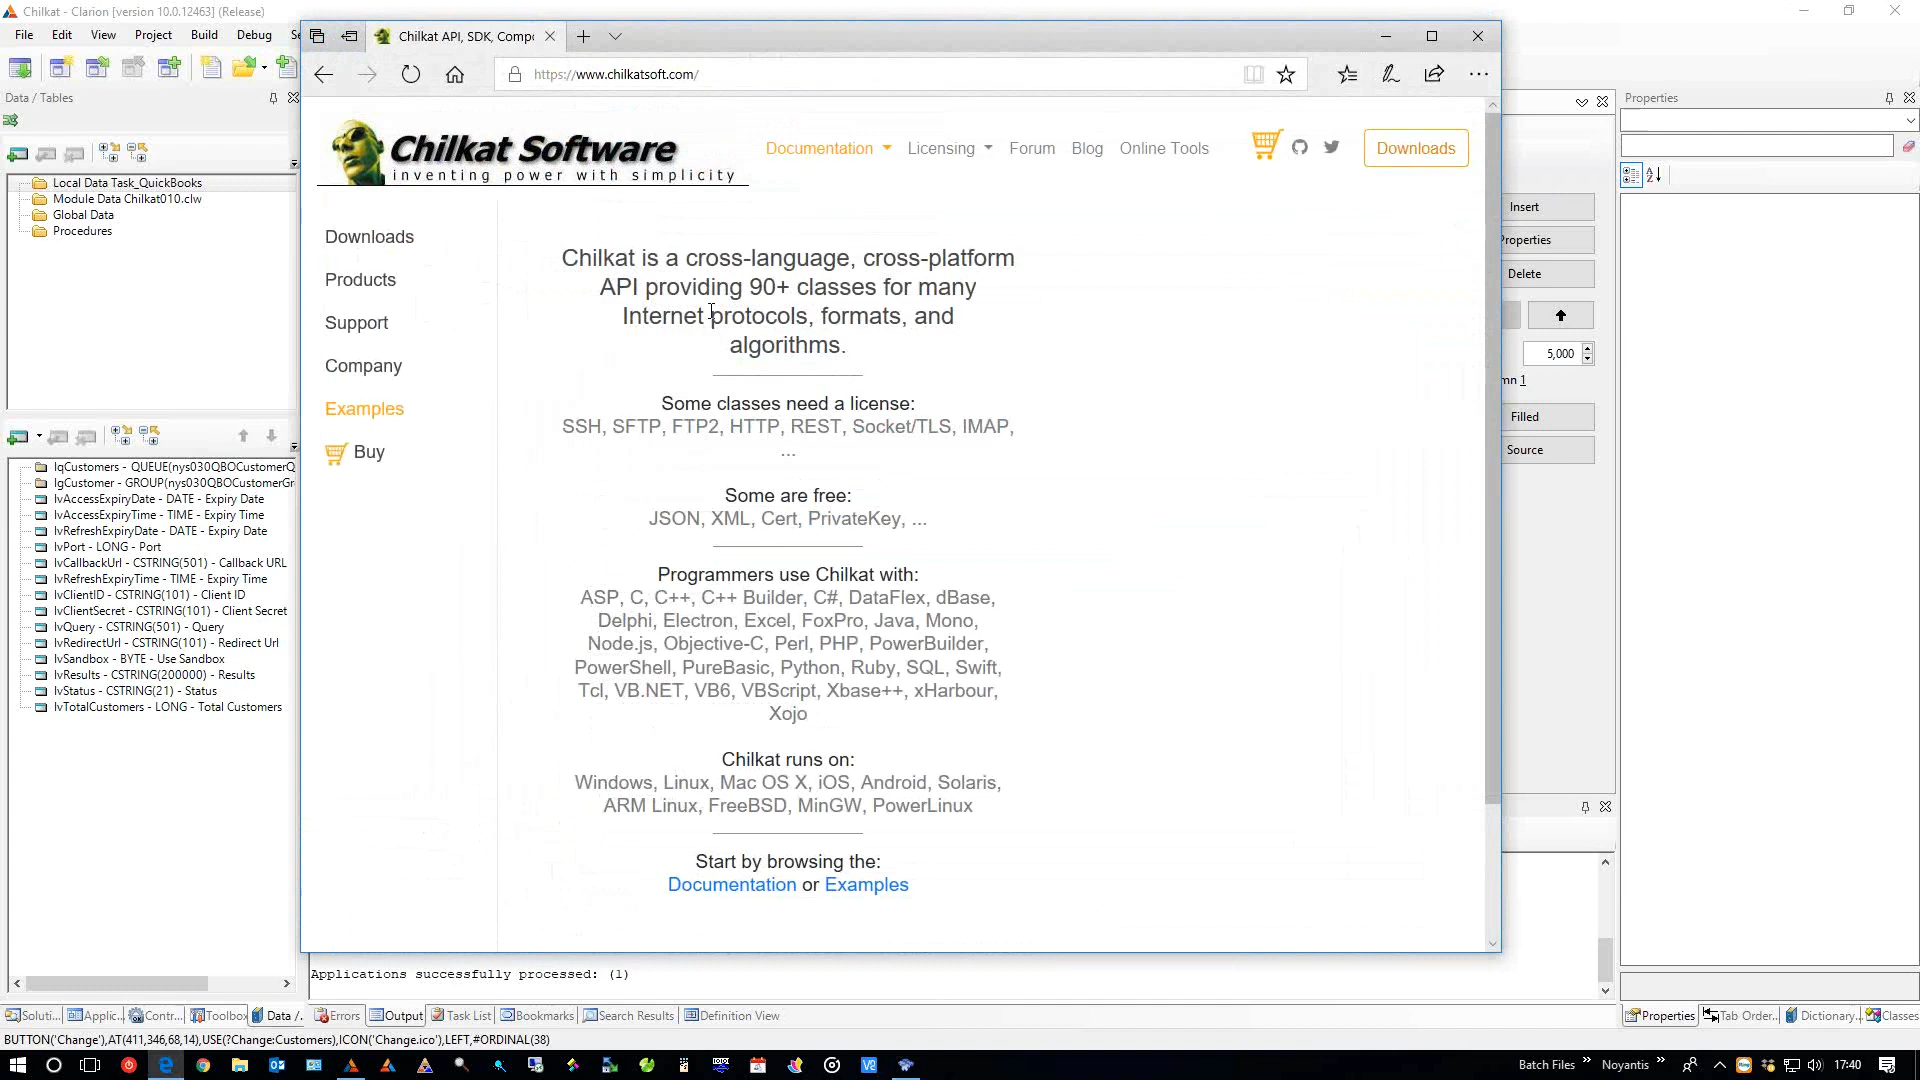 Chilkat - Clarion [version 10.0.12463] (Release)
File Edit View Project Build Debug
Data / Tables
Local Data Task_QuickBooks
Module Data Chilkat010.clw
Global Data
Procedures
lqCustomers - QUEUE(nys030QBOCustomerQ
lgCustomer - GROUP(nys030QBOCustomerGr
lvAccessExpiryDate - DATE - Expiry Date
lvAccessExpiryTime - TIME - Expiry Time
lvRefreshExpiryDate - DATE - Expiry Date
lvPort - LONG - Port
lvCallbackUrl - CSTRING(501) - Callback URL
lvRefreshExpiryTime - TIME - Expiry Time
lvClientID - CSTRING(101) - Client ID
lvClientSecret - CSTRING(101) - Client Secret
lvQuery - CSTRING(501) - Query
lvRedirectUrl - CSTRING(101) - Redirect Url
lvSandbox - BYTE - Use Sandbox
lvResults - CSTRING(200000) - Results
lvStatus - CSTRING(21) - Status
lvTotalCustomers - LONG - Total Customers
Chilkat API, SDK, Compo
https://www.chilkatsoft.com/
Chilkat Software
inventing power with simplicity
Documentation Licensing Forum Blog Online Tools Downloads
Downloads
Products
Support
Company
Examples
Buy
Chilkat is a cross-language, cross-platform
API providing 90+ classes for many
Internet protocols, formats, and
algorithms.
Some classes need a license:
SSH, SFTP, FTP2, HTTP, REST, Socket/TLS, IMAP,
...
Some are free:
JSON, XML, Cert, PrivateKey, ...
Programmers use Chilkat with:
ASP, C, C++, C++ Builder, C#, DataFlex, dBase,
Delphi, Electron, Excel, FoxPro, Java, Mono,
Node.js, Objective-C, Perl, PHP, PowerBuilder,
PowerShell, PureBasic, Python, Ruby, SQL, Swift,
Tcl, VB.NET, VB6, VBScript, Xbase++, xHarbour,
Xojo
Chilkat runs on:
Windows, Linux, Mac OS X, iOS, Android, Solaris,
ARM Linux, FreeBSD, MinGW, PowerLinux
Start by browsing the:
Documentation or Examples
Insert
Properties
Delete
5,000
mn 1
Filled
Source
Properties
Applications successfully processed: (1)
Soluti... Applic... Contr... Toolbox Data /... Errors Output Task List Bookmarks Search Results Definition View Properties Tab Order... Dictionary... Classes
BUTTON('Change'),AT(411,346,68,14),USE(?Change:Customers),ICON('Change.ico'),LEFT,#ORDINAL(38)
Batch Files Noyantis 17:40